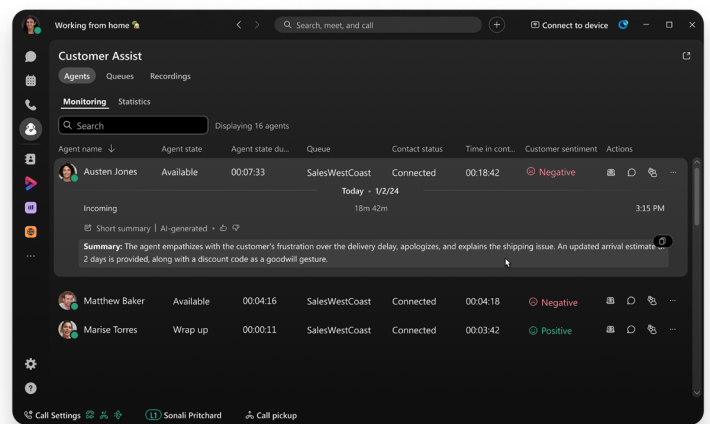 Working from home
Search, meet, and call
Connect to device
Customer Assist
Agents Queues Recordings
Monitoring Statistics
Search
Displaying 16 agents
Agent name ↓ Agent state Agent state du... Queue Contact status Time in cont... Customer sentiment Actions
Austen Jones Available 00:07:33 SalesWestCoast Connected 00:18:42 Negative
Today • 1/2/24
Incoming 18m 42m 3:15 PM
Short summary | AI-generated •
Summary: The agent empathizes with the customer's frustration over the delivery delay, apologizes, and explains the shipping issue. An updated arrival estimate
2 days is provided, along with a discount code as a goodwill gesture.
Matthew Baker Available 00:04:16 SalesWestCoast Connected 00:04:18 Negative
Marise Torres Wrap up 00:00:11 SalesWestCoast Connected 00:03:42 Positive
Call Settings L1 Sonali Pritchard Call pickup